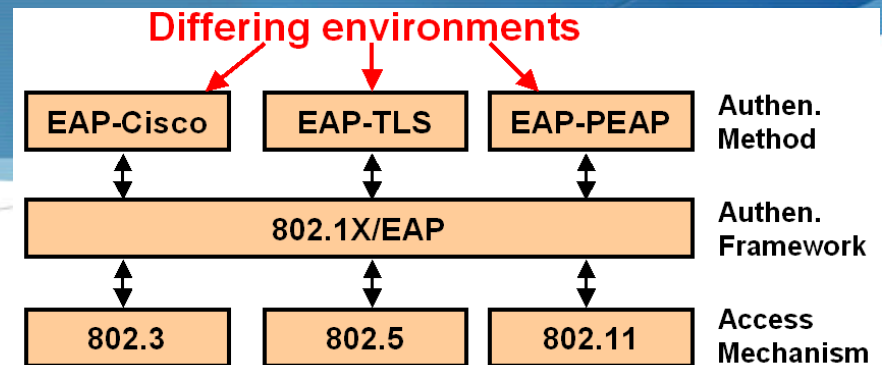 Differing environments
EAP-Cisco
EAP-TLS
EAP-PEAP
Authen.
Method
802.1X/EAP
Authen.
Framework
802.3
802.5
802.11
Access
Mechanism